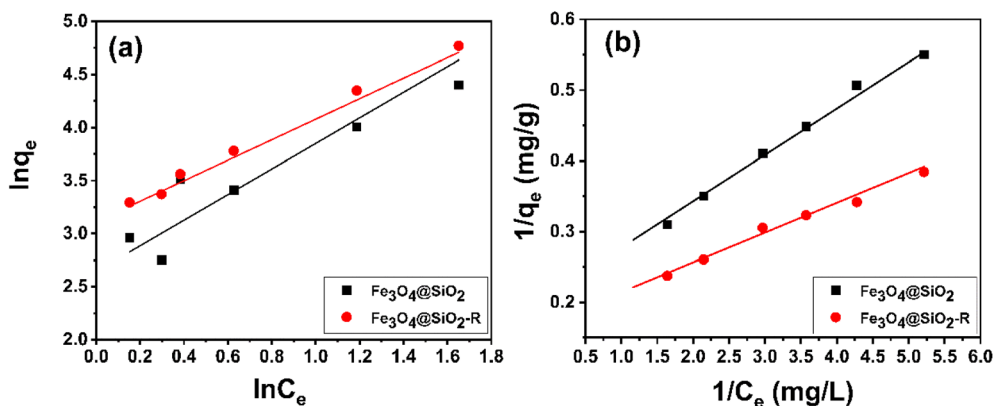 (a)
lnqₑ
5.0
4.5
4.0
3.5
3.0
2.5
2.0
0.0 0.2 0.4 0.6 0.8 1.0 1.2 1.4 1.6 1.8
lnCₑ
Fe₃O₄@SiO₂
Fe₃O₄@SiO₂-R
(b)
1/qₑ (mg/g)
0.5
0.4
0.3
0.2
0.5 1.0 1.5 2.0 2.5 3.0 3.5 4.0 4.5 5.0 5.5 6.0
1/Cₑ (mg/L)
Fe₃O₄@SiO₂
Fe₃O₄@SiO₂-R